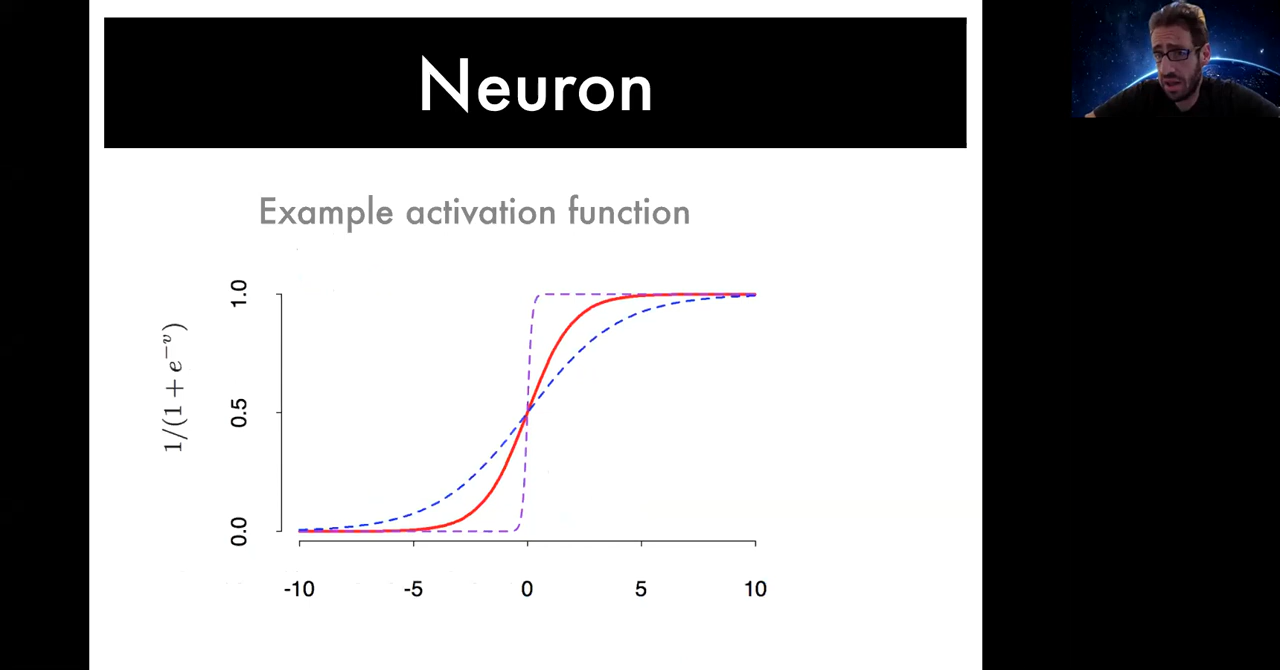 Neuron
Example activation function
1/(1 + e^{-v})
1.0
0.5
0.0
-10 -5 0 5 10